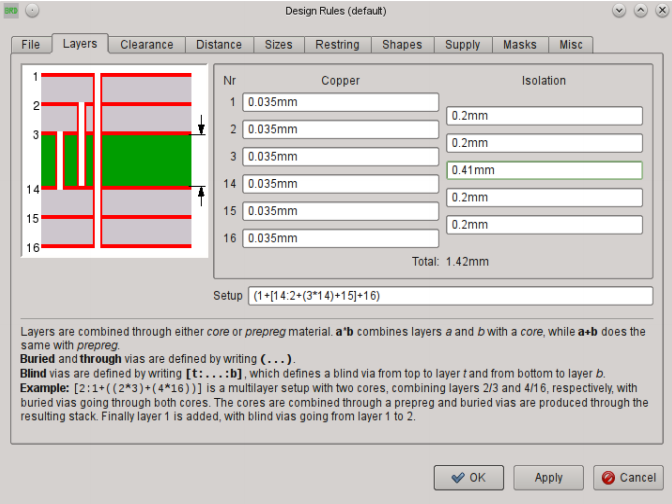 Design Rules (default)
File Layers Clearance Distance Sizes Restring Shapes Supply Masks Misc
Nr Copper Isolation
1 1 0.035mm
0.2mm
2 2 0.035mm
0.2mm
3 3 0.035mm
0.41mm
14 14 0.035mm
0.2mm
15 15 0.035mm
0.2mm
16 16 0.035mm
Total: 1.42mm
Setup (1+[14:2+(3*14)+15]+16)
Layers are combined through either core or prepreg material. a*b combines layers a and b with a core, while a+b does the
same with prepreg.
Buried and through vias are defined by writing (...).
Blind vias are defined by writing [t:...:b], which defines a blind via from top to layer t and from bottom to layer b.
Example: [2:1+((2*3)+(4*16))] is a multilayer setup with two cores, combining layers 2/3 and 4/16, respectively, with
buried vias going through both cores. The cores are combined through a prepreg and buried vias are produced through the
resulting stack. Finally layer 1 is added, with blind vias going from layer 1 to 2.
OK Apply Cancel